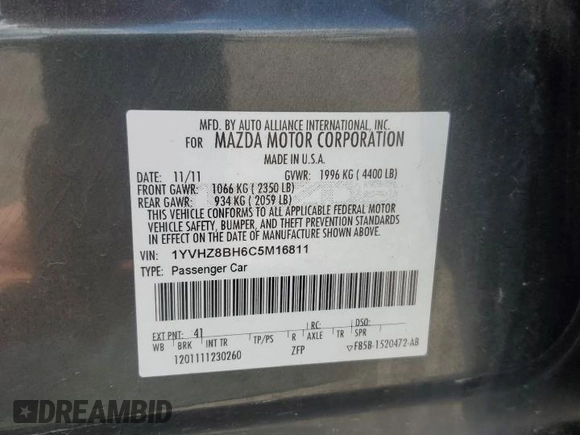 MFD. BY AUTO ALLIANCE INTERNATIONAL, INC.
FOR MAZDA MOTOR CORPORATION
MADE IN U.S.A.
DATE: 11/11 GVWR: 1996 KG ( 4400 LB)
FRONT GAWR: 1066 KG ( 2350 LB)
REAR GAWR: 934 KG ( 2059 LB)
THIS VEHICLE CONFORMS TO ALL APPLICABLE FEDERAL MOTOR
VEHICLE SAFETY, BUMPER, AND THEFT PREVENTION STANDARDS
IN EFFECT ON THE DATE OF MANUFACTURE SHOWN ABOVE.
VIN: 1YVHZ8BH6C5M16811
TYPE: Passenger Car
EXT PNT: 41 RC: DSO:
WB BRK INT TR TP/PS R AXLE TR SPR
1201111230260 ZFP ▽F85B-1520472-AB
DREAMBID